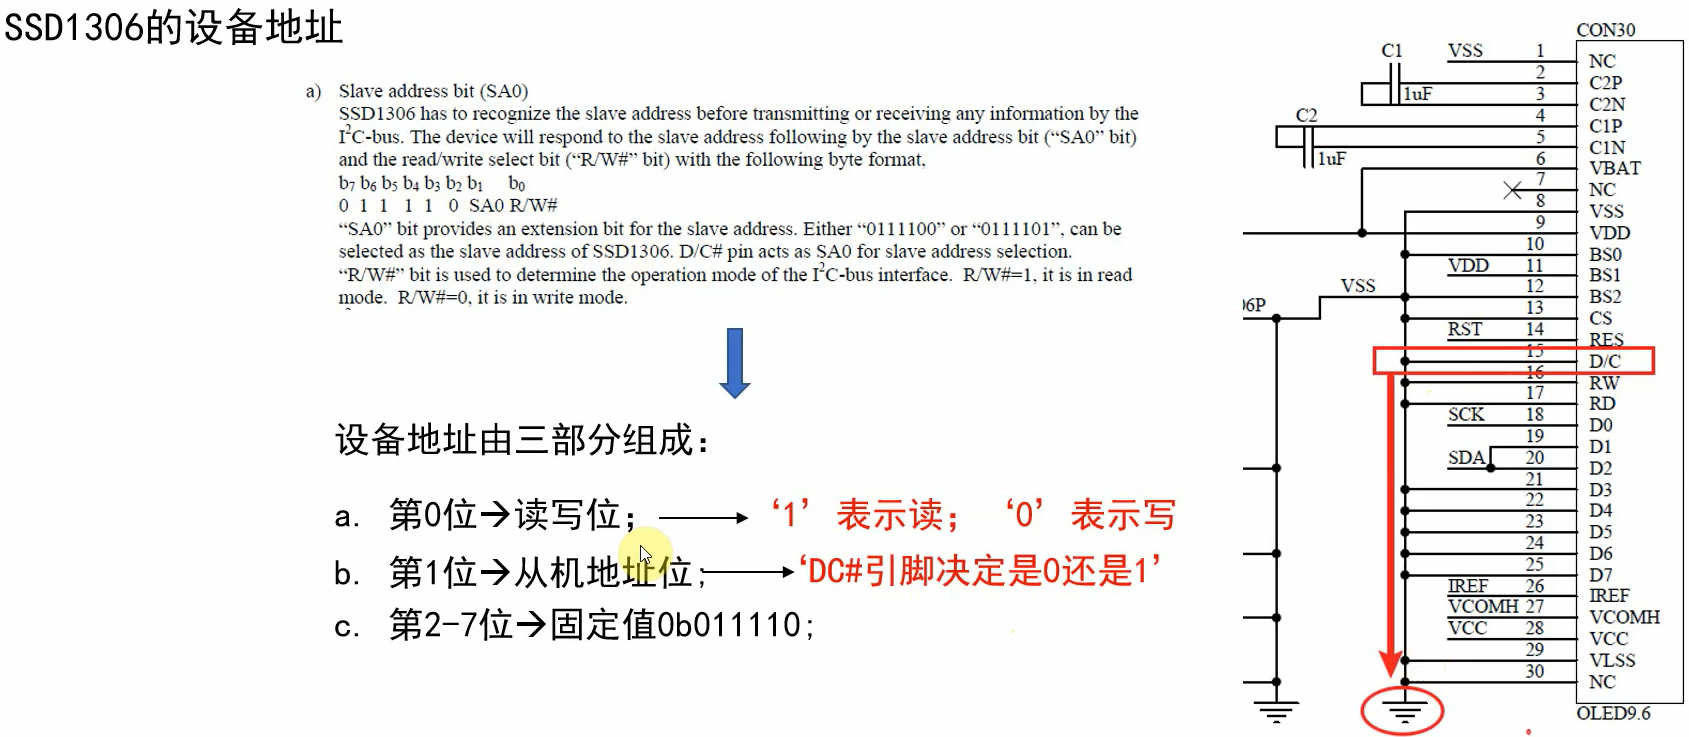 SSD1306的设备地址
a) Slave address bit (SA0)
SSD1306 has to recognize the slave address before transmitting or receiving any information by the
I²C-bus. The device will respond to the slave address following by the slave address bit (“SA0” bit)
and the read/write select bit (“R/W#” bit) with the following byte format,
b7 b6 b5 b4 b3 b2 b1 b0
0 1 1 1 1 0 SA0 R/W#
“SA0” bit provides an extension bit for the slave address. Either “0111100” or “0111101”, can be
selected as the slave address of SSD1306. D/C# pin acts as SA0 for slave address selection.
“R/W#” bit is used to determine the operation mode of the I²C-bus interface. R/W#=1, it is in read
mode. R/W#=0, it is in write mode.
设备地址由三部分组成：
a. 第0位→读写位； ‘1’ 表示读； ‘0’ 表示写
b. 第1位→从机地址位； ‘DC#引脚决定是0还是1’
c. 第2-7位→固定值0b011110；
CON30
C1
1uF
C2
1uF
VSS 1 NC
2 C2P
3 C2N
4 C1P
5 C1N
6 VBAT
7 NC
8 VSS
9 VDD
10 BS0
VDD 11 BS1
VSS
12 BS2
06P
13 CS
RST 14 RES
15 D/C
16 RW
17 RD
SCK 18 D0
19 D1
SDA 20 D2
21 D3
22 D4
23 D5
24 D6
25 D7
IREF 26 IREF
VCOMH 27 VCOMH
VCC 28 VCC
29 VLSS
30 NC
OLED9.6